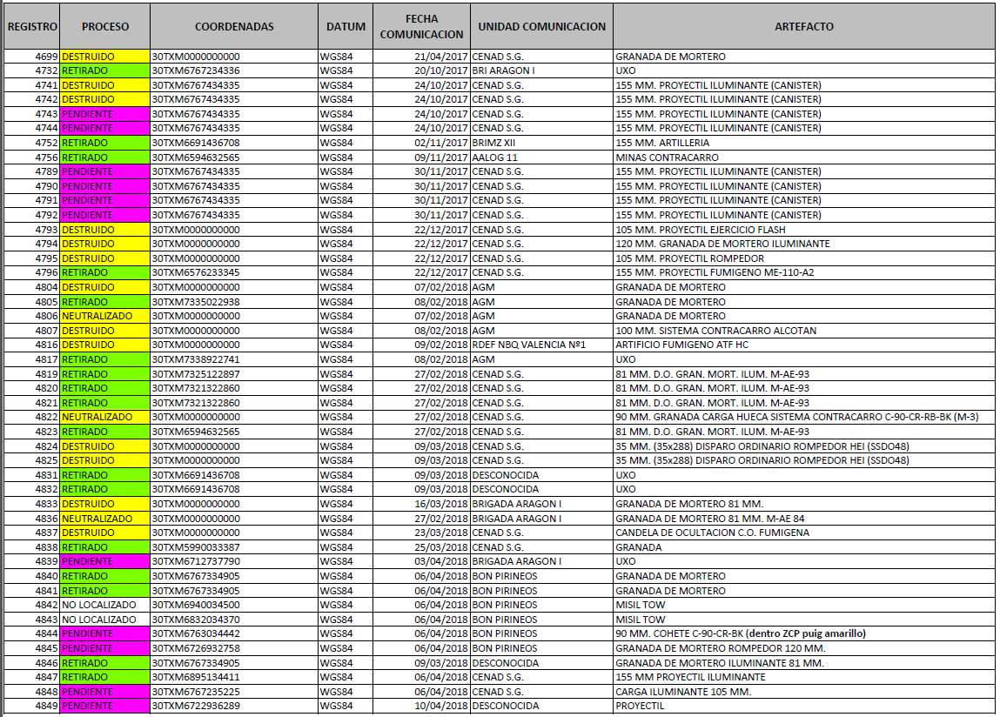 REGISTRO PROCESO COORDENADAS DATUM FECHA COMUNICACION UNIDAD COMUNICACION ARTEFACTO
4699 DESTRUIDO 30TXM0000000000 WGS84 21/04/2017 CENAD S.G. GRANADA DE MORTERO
4732 RETIRADO 30TXM6767234336 WGS84 20/10/2017 BRI ARAGON I UXO
4741 DESTRUIDO 30TXM6767434335 WGS84 24/10/2017 CENAD S.G. 155 MM. PROYECTIL ILUMINANTE (CANISTER)
4742 DESTRUIDO 30TXM6767434335 WGS84 24/10/2017 CENAD S.G. 155 MM. PROYECTIL ILUMINANTE (CANISTER)
4743 PENDIENTE 30TXM6767434335 WGS84 24/10/2017 CENAD S.G. 155 MM. PROYECTIL ILUMINANTE (CANISTER)
4744 PENDIENTE 30TXM6767434335 WGS84 24/10/2017 CENAD S.G. 155 MM. PROYECTIL ILUMINANTE (CANISTER)
4752 RETIRADO 30TXM6691436708 WGS84 02/11/2017 BRIMZ XII 155 MM. ARTILLERIA
4756 RETIRADO 30TXM6594632565 WGS84 09/11/2017 AALOG 11 MINAS CONTRACARRO
4789 PENDIENTE 30TXM6767434335 WGS84 30/11/2017 CENAD S.G. 155 MM. PROYECTIL ILUMINANTE (CANISTER)
4790 PENDIENTE 30TXM6767434335 WGS84 30/11/2017 CENAD S.G. 155 MM. PROYECTIL ILUMINANTE (CANISTER)
4791 PENDIENTE 30TXM6767434335 WGS84 30/11/2017 CENAD S.G. 155 MM. PROYECTIL ILUMINANTE (CANISTER)
4792 PENDIENTE 30TXM6767434335 WGS84 30/11/2017 CENAD S.G. 155 MM. PROYECTIL ILUMINANTE (CANISTER)
4793 DESTRUIDO 30TXM0000000000 WGS84 22/12/2017 CENAD S.G. 105 MM. PROYECTIL EJERCICIO FLASH
4794 DESTRUIDO 30TXM0000000000 WGS84 22/12/2017 CENAD S.G. 120 MM. GRANADA DE MORTERO ILUMINANTE
4795 DESTRUIDO 30TXM0000000000 WGS84 22/12/2017 CENAD S.G. 105 MM. PROYECTIL ROMPEDOR
4796 RETIRADO 30TXM6576233345 WGS84 22/12/2017 CENAD S.G. 155 MM. PROYECTIL FUMIGENO ME-110-A2
4804 DESTRUIDO 30TXM0000000000 WGS84 07/02/2018 AGM GRANADA DE MORTERO
4805 RETIRADO 30TXM7335022938 WGS84 08/02/2018 AGM GRANADA DE MORTERO
4806 NEUTRALIZADO 30TXM0000000000 WGS84 07/02/2018 AGM GRANADA DE MORTERO
4807 DESTRUIDO 30TXM0000000000 WGS84 08/02/2018 AGM 100 MM. SISTEMA CONTRACARRO ALCOTAN
4816 DESTRUIDO 30TXM0000000000 WGS84 09/02/2018 RDEF NBQ VALENCIA Nº1 ARTIFICIO FUMIGENO ATF HC
4817 RETIRADO 30TXM7338922741 WGS84 08/02/2018 AGM UXO
4819 RETIRADO 30TXM7325122897 WGS84 27/02/2018 CENAD S.G. 81 MM. D.O. GRAN. MORT. ILUM. M-AE-93
4820 RETIRADO 30TXM7321322860 WGS84 27/02/2018 CENAD S.G. 81 MM. D.O. GRAN. MORT. ILUM. M-AE-93
4821 RETIRADO 30TXM7321322860 WGS84 27/02/2018 CENAD S.G. 81 MM. D.O. GRAN. MORT. ILUM. M-AE-93
4822 NEUTRALIZADO 30TXM0000000000 WGS84 27/02/2018 CENAD S.G. 90 MM. GRANADA CARGA HUECA SISTEMA CONTRACARRO C-90-CR-RB-BK (M-3)
4823 RETIRADO 30TXM6594632565 WGS84 27/02/2018 CENAD S.G. 81 MM. D.O. GRAN. MORT. ILUM. M-AE-93
4824 DESTRUIDO 30TXM0000000000 WGS84 09/03/2018 CENAD S.G. 35 MM. (35x288) DISPARO ORDINARIO ROMPEDOR HEI (SSDO48)
4825 DESTRUIDO 30TXM0000000000 WGS84 09/03/2018 CENAD S.G. 35 MM. (35x288) DISPARO ORDINARIO ROMPEDOR HEI (SSDO48)
4831 RETIRADO 30TXM6691436708 WGS84 09/03/2018 DESCONOCIDA UXO
4832 RETIRADO 30TXM6691436708 WGS84 09/03/2018 DESCONOCIDA UXO
4833 DESTRUIDO 30TXM0000000000 WGS84 16/03/2018 BRIGADA ARAGON I GRANADA DE MORTERO 81 MM.
4836 NEUTRALIZADO 30TXM0000000000 WGS84 27/02/2018 BRIGADA ARAGON I GRANADA DE MORTERO 81 MM. M-AE 84
4837 DESTRUIDO 30TXM0000000000 WGS84 23/03/2018 CENAD S.G. CANDELA DE OCULTACION C.O. FUMIGENA
4838 RETIRADO 30TXM5990033387 WGS84 25/03/2018 CENAD S.G. GRANADA
4839 PENDIENTE 30TXM6712737790 WGS84 03/04/2018 BRIGADA ARAGON I UXO
4840 RETIRADO 30TXM6767334905 WGS84 06/04/2018 BON PIRINEOS GRANADA DE MORTERO
4841 RETIRADO 30TXM6767334905 WGS84 06/04/2018 BON PIRINEOS GRANADA DE MORTERO
4842 NO LOCALIZADO 30TXM6940034500 WGS84 06/04/2018 BON PIRINEOS MISIL TOW
4843 NO LOCALIZADO 30TXM6832034370 WGS84 06/04/2018 BON PIRINEOS MISIL TOW
4844 PENDIENTE 30TXM6763034442 WGS84 06/04/2018 BON PIRINEOS 90 MM. COHETE C-90-CR-BK (dentro ZCP puig amarillo)
4845 PENDIENTE 30TXM6726932758 WGS84 06/04/2018 BON PIRINEOS GRANADA DE MORTERO ROMPEDOR 120 MM.
4846 RETIRADO 30TXM6767334905 WGS84 09/03/2018 DESCONOCIDA GRANADA DE MORTERO ILUMINANTE 81 MM.
4847 RETIRADO 30TXM6895134411 WGS84 06/04/2018 CENAD S.G. 155 MM PROYECTIL ILUMINANTE
4848 PENDIENTE 30TXM6767235225 WGS84 06/04/2018 CENAD S.G. CARGA ILUMINANTE 105 MM.
4849 PENDIENTE 30TXM6722936289 WGS84 10/04/2018 DESCONOCIDA PROYECTIL